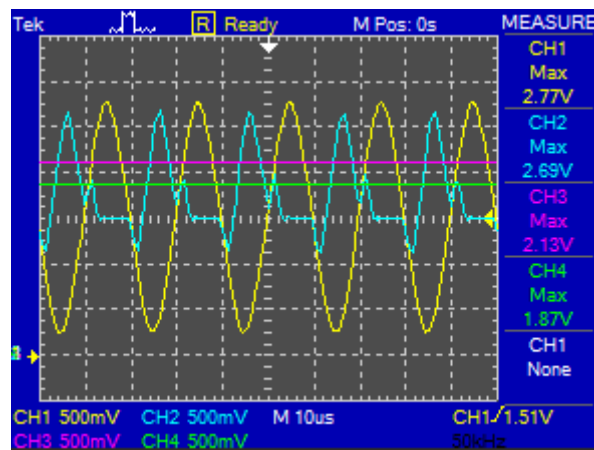 Tek R Ready M Pos: 0s MEASURE
CH1
Max
2.77V
CH2
Max
2.69V
CH3
Max
2.13V
CH4
Max
1.87V
CH1
None
CH1 500mV CH2 500mV M 10us CH1 1.51V
CH3 500mV CH4 500mV 50kHz